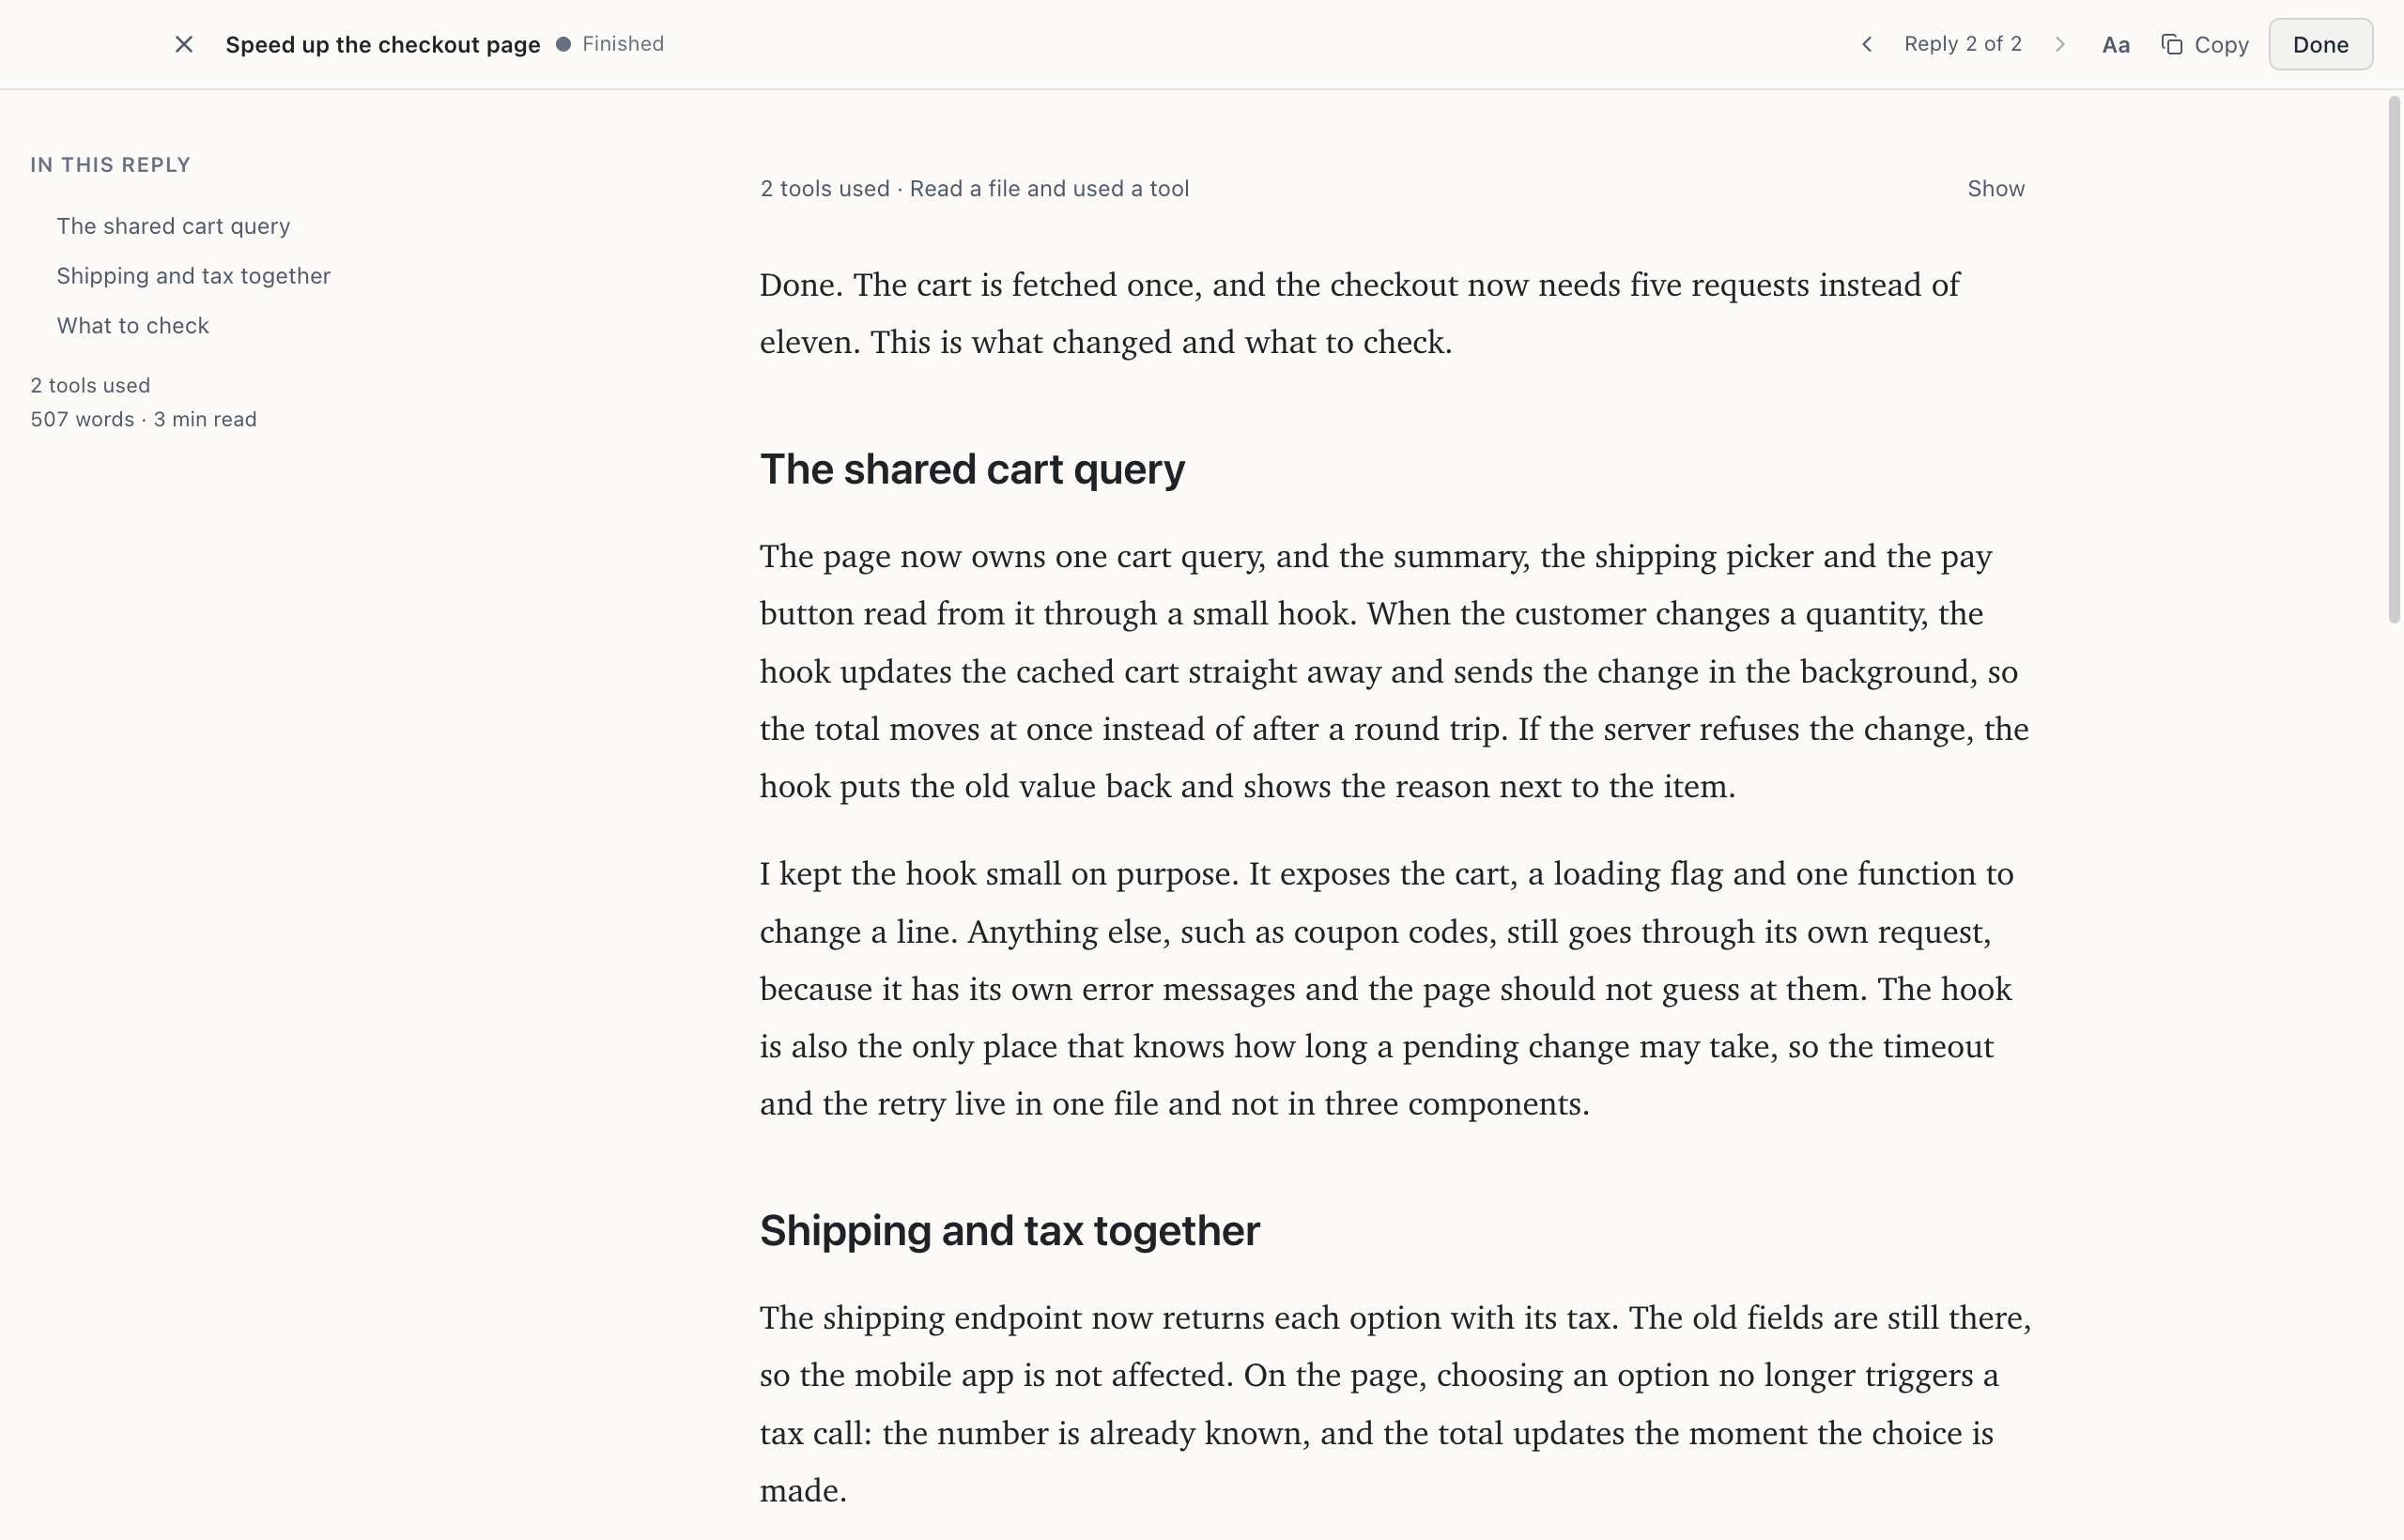 Speed up the checkout page
Finished
Reply 2 of 2
Aa
Copy
Done
IN THIS REPLY
The shared cart query
Shipping and tax together
What to check
2 tools used
507 words · 3 min read
2 tools used · Read a file and used a tool
Show
Done. The cart is fetched once, and the checkout now needs five requests instead of
eleven. This is what changed and what to check.
The shared cart query
The page now owns one cart query, and the summary, the shipping picker and the pay
button read from it through a small hook. When the customer changes a quantity, the
hook updates the cached cart straight away and sends the change in the background, so
the total moves at once instead of after a round trip. If the server refuses the change, the
hook puts the old value back and shows the reason next to the item.
I kept the hook small on purpose. It exposes the cart, a loading flag and one function to
change a line. Anything else, such as coupon codes, still goes through its own request,
because it has its own error messages and the page should not guess at them. The hook
is also the only place that knows how long a pending change may take, so the timeout
and the retry live in one file and not in three components.
Shipping and tax together
The shipping endpoint now returns each option with its tax. The old fields are still there,
so the mobile app is not affected. On the page, choosing an option no longer triggers a
tax call: the number is already known, and the total updates the moment the choice is
made.